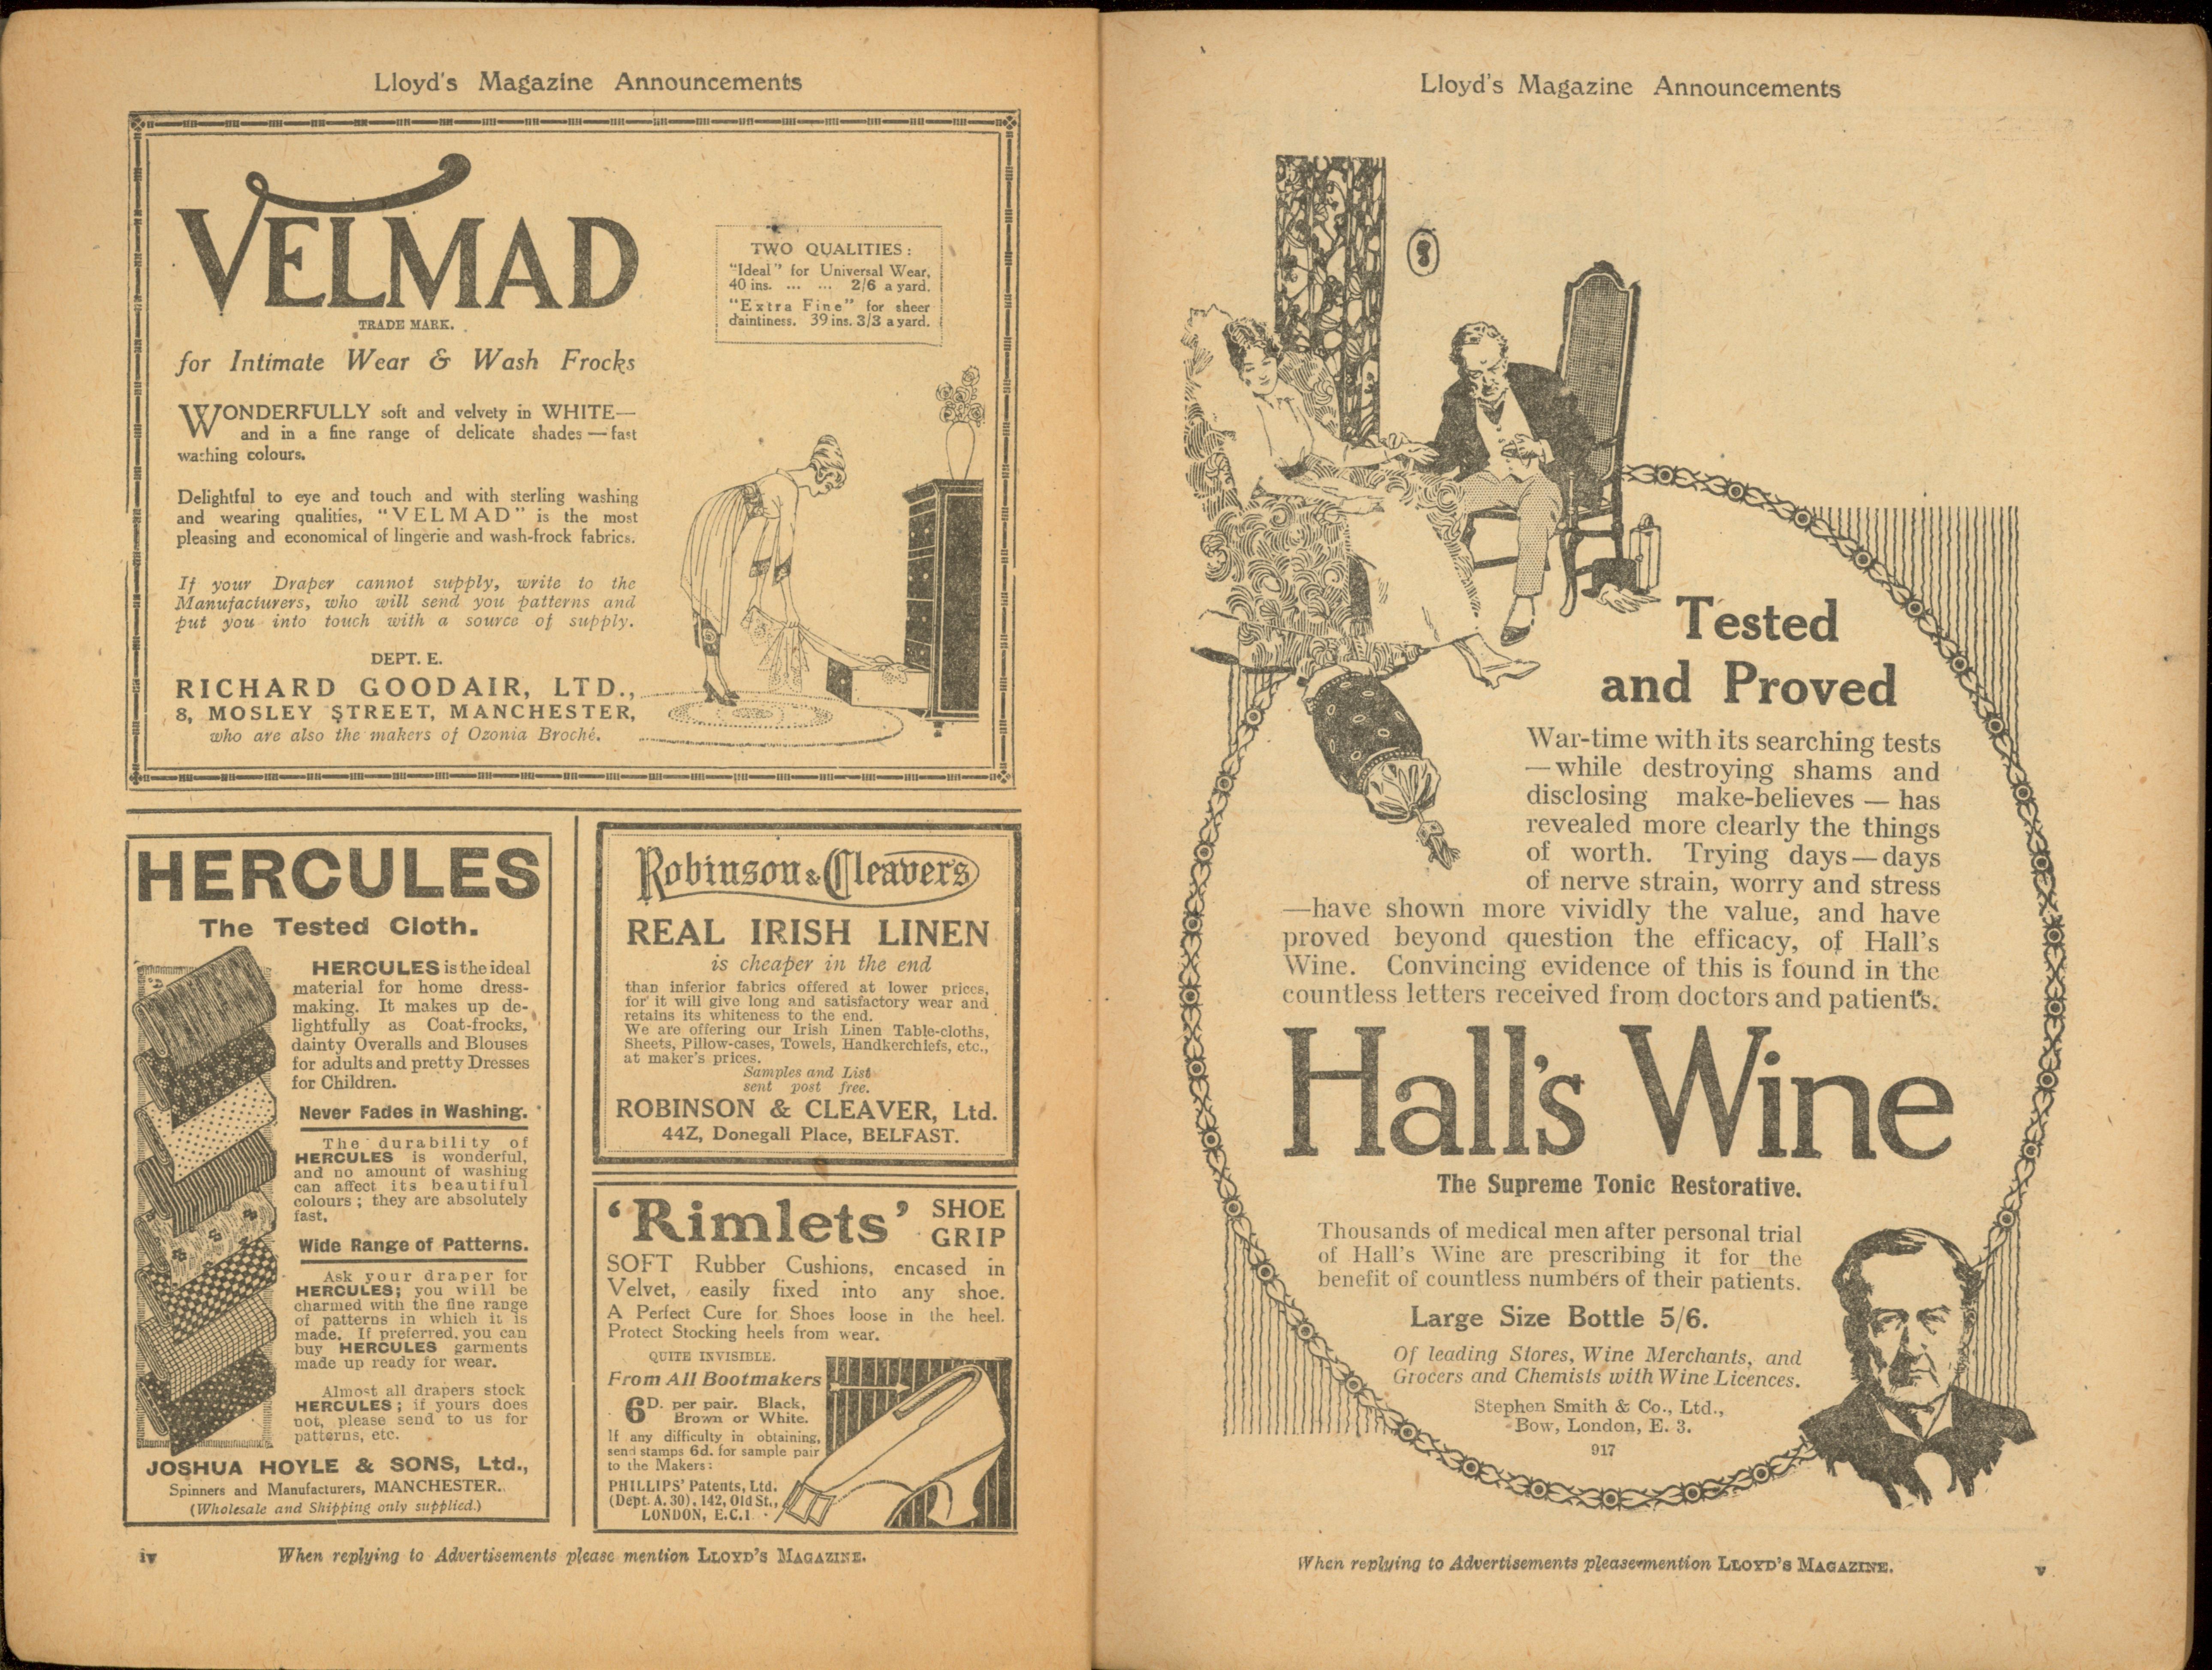 Lloyd's Magazine Announcements
VELMAD
TRADE MARK.
for Intimate Wear & Wash Frocks
WONDERFULLY soft and velvety in WHITE—
and in a fine range of delicate shades — fast
washing colours.
Delightful to eye and touch and with sterling washing
and wearing qualities, "VELMAD" is the most
pleasing and economical of lingerie and wash-frock fabrics.
If your Draper cannot supply, write to the
Manufacturers, who will send you patterns and
put you into touch with a source of supply.
DEPT. E.
RICHARD GOODAIR, LTD.,
8, MOSLEY STREET, MANCHESTER,
who are also the makers of Ozonia Broché.
TWO QUALITIES:
"Ideal" for Universal Wear,
40 ins. ... ... 2/6 a yard.
"Extra Fine" for sheer
daintiness. 39 ins. 3/3 a yard.
HERCULES
The Tested Cloth.
HERCULES is the ideal
material for home dress-
making. It makes up de-
lightfully as Coat-frocks,
dainty Overalls and Blouses
for adults and pretty Dresses
for Children.
Never Fades in Washing.
The durability of
HERCULES is wonderful,
and no amount of washing
can affect its beautiful
colours; they are absolutely
fast.
Wide Range of Patterns.
Ask your draper for
HERCULES; you will be
charmed with the fine range
of patterns in which it is
made. If preferred, you can
buy HERCULES garments
made up ready for wear.
Almost all drapers stock
HERCULES; if yours does
not, please send to us for
patterns, etc.
JOSHUA HOYLE & SONS, Ltd.,
Spinners and Manufacturers, MANCHESTER.
(Wholesale and Shipping only supplied.)
Robinson & Cleaver's
REAL IRISH LINEN
is cheaper in the end
than inferior fabrics offered at lower prices,
for it will give long and satisfactory wear and
retains its whiteness to the end.
We are offering our Irish Linen Table-cloths,
Sheets, Pillow-cases, Towels, Handkerchiefs, etc.,
at maker's prices.
Samples and List
sent post free.
ROBINSON & CLEAVER, Ltd.
44Z, Donegall Place, BELFAST.
'Rimlets' SHOE
GRIP
SOFT Rubber Cushions, encased in
Velvet, easily fixed into any shoe.
A Perfect Cure for Shoes loose in the heel.
Protect Stocking heels from wear.
QUITE INVISIBLE.
From All Bootmakers
6D. per pair. Black,
Brown or White.
If any difficulty in obtaining,
send stamps 6d. for sample pair
to the Makers:
PHILLIPS' Patents, Ltd.
(Dept. A. 30), 142, Old St.,
LONDON, E.C.1.
iv
When replying to Advertisements please mention LLOYD'S MAGAZINE.
Lloyd's Magazine Announcements
Tested
and Proved
War-time with its searching tests
—while destroying shams and
disclosing make-believes — has
revealed more clearly the things
of worth. Trying days—days
of nerve strain, worry and stress
—have shown more vividly the value, and have
proved beyond question the efficacy, of Hall's
Wine. Convincing evidence of this is found in the
countless letters received from doctors and patients.
Hall's Wine
The Supreme Tonic Restorative.
Thousands of medical men after personal trial
of Hall's Wine are prescribing it for the
benefit of countless numbers of their patients.
Large Size Bottle 5/6.
Of leading Stores, Wine Merchants, and
Grocers and Chemists with Wine Licences.
Stephen Smith & Co., Ltd.,
Bow, London, E. 3.
917
When replying to Advertisements please mention LLOYD'S MAGAZINE.
v